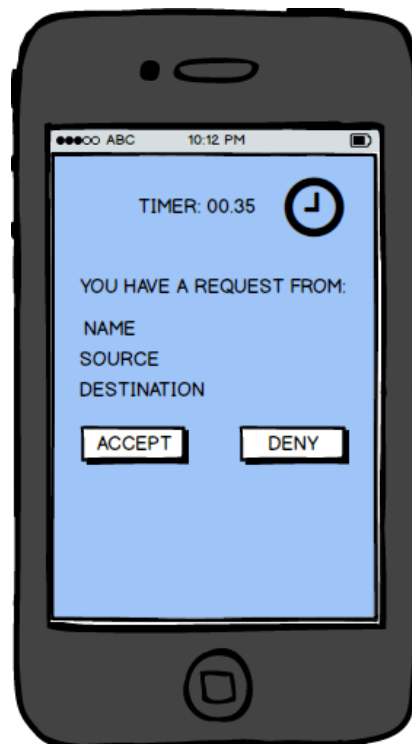 ABC 10:12 PM
TIMER: 00.35
YOU HAVE A REQUEST FROM:
NAME
SOURCE
DESTINATION
ACCEPT DENY